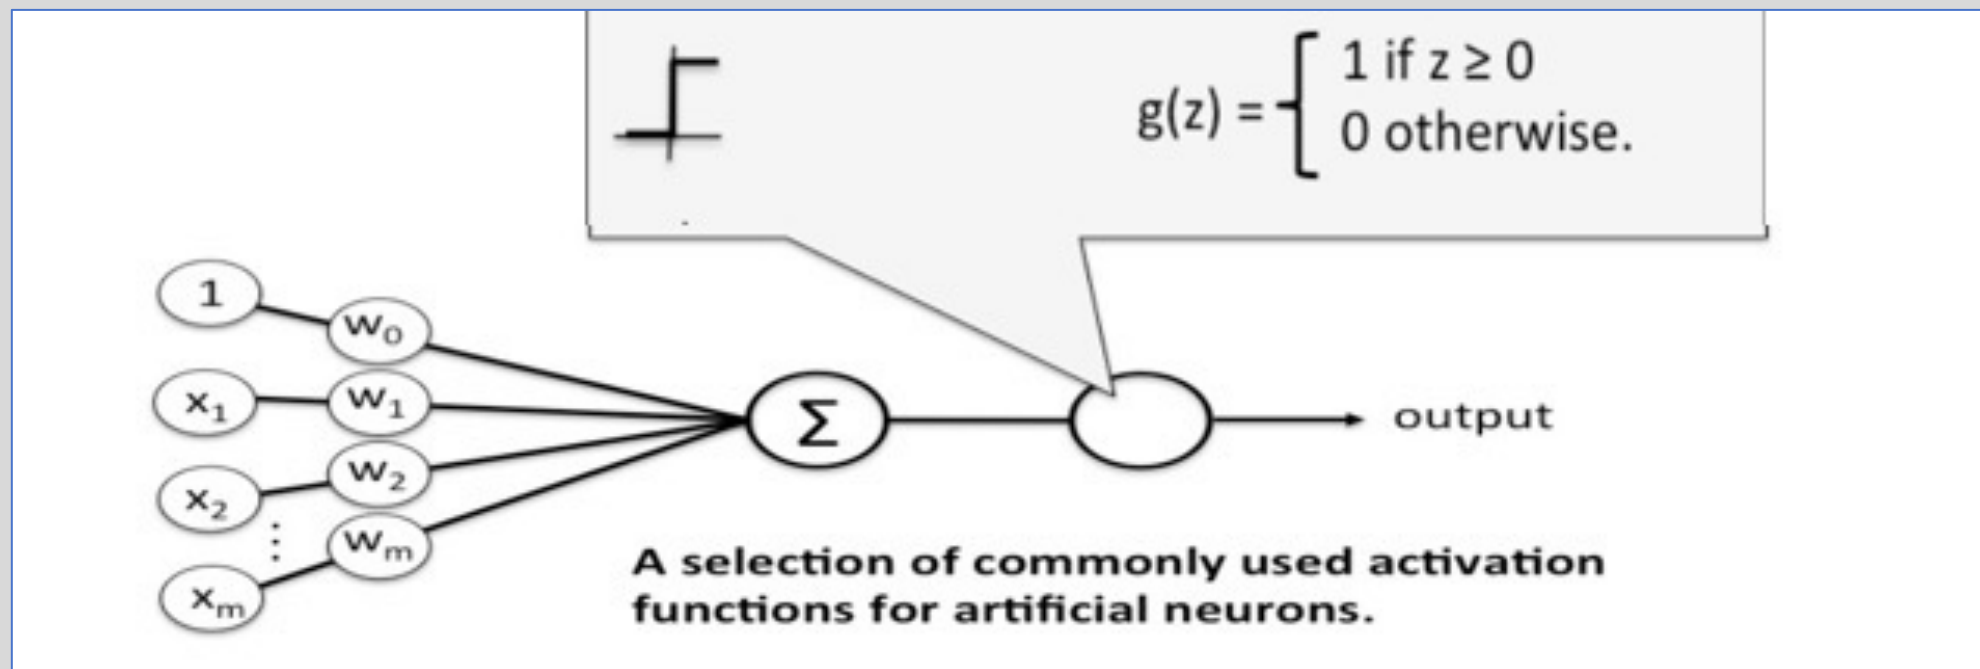 g(z) = { 1 if z ≥ 0
0 otherwise.
1
w₀
x₁
w₁
x₂
w₂
⋮
xₘ
wₘ
Σ
output
A selection of commonly used activation
functions for artificial neurons.